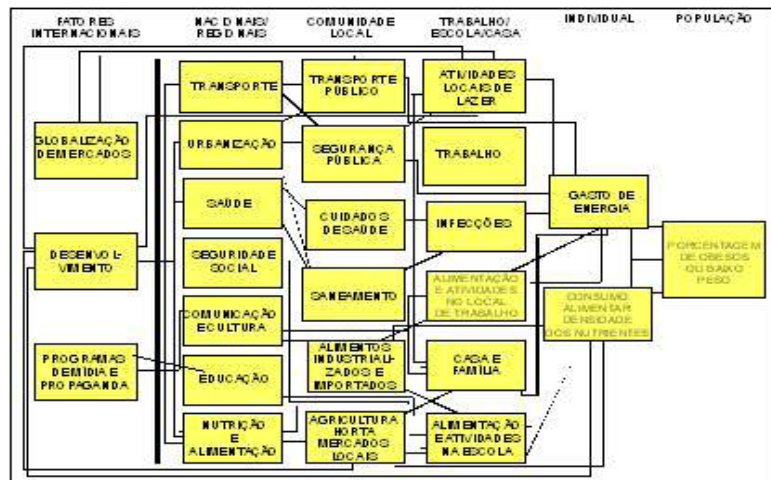 FATORES
INTERNACIONAIS
NACIONAIS/
REGIONAIS
COMUNIDADE
LOCAL
TRABALHO/
ESCOLA/CASA
INDIVIDUAL
POPULAÇÃO
GLOBALIZAÇÃO
DE MERCADOS
DESENVOL-
VIMENTO
PROGRAMAS
DE MÍDIA E
PROPAGANDA
TRANSPORTE
URBANIZAÇÃO
SAÚDE
SEGURIDADE
SOCIAL
COMUNICAÇÃO
E CULTURA
EDUCAÇÃO
NUTRIÇÃO
E
ALIMENTAÇÃO
TRANSPORTE
PÚBLICO
SEGURANÇA
PÚBLICA
CUIDADOS
DE SAÚDE
SANEAMENTO
ALIMENTOS
INDUSTRIALI-
ZADOS E
IMPORTADOS
AGRICULTURA
HORTA
MERCADOS
LOCAIS
ATIVIDADES
LOCAIS DE
LAZER
TRABALHO
INFECÇÕES
ALIMENTAÇÃO
E ATIVIDADES
NO LOCAL
DE TRABALHO
CASA E
FAMÍLIA
ALIMENTAÇÃO
E ATIVIDADES
NA ESCOLA
GASTO DE
ENERGIA
CONSUMO
ALIMENTAR
DENSIDADE
DOS NUTRIENTES
PORCENTAGEM
DE OBESOS
OU BAIXO
PESO